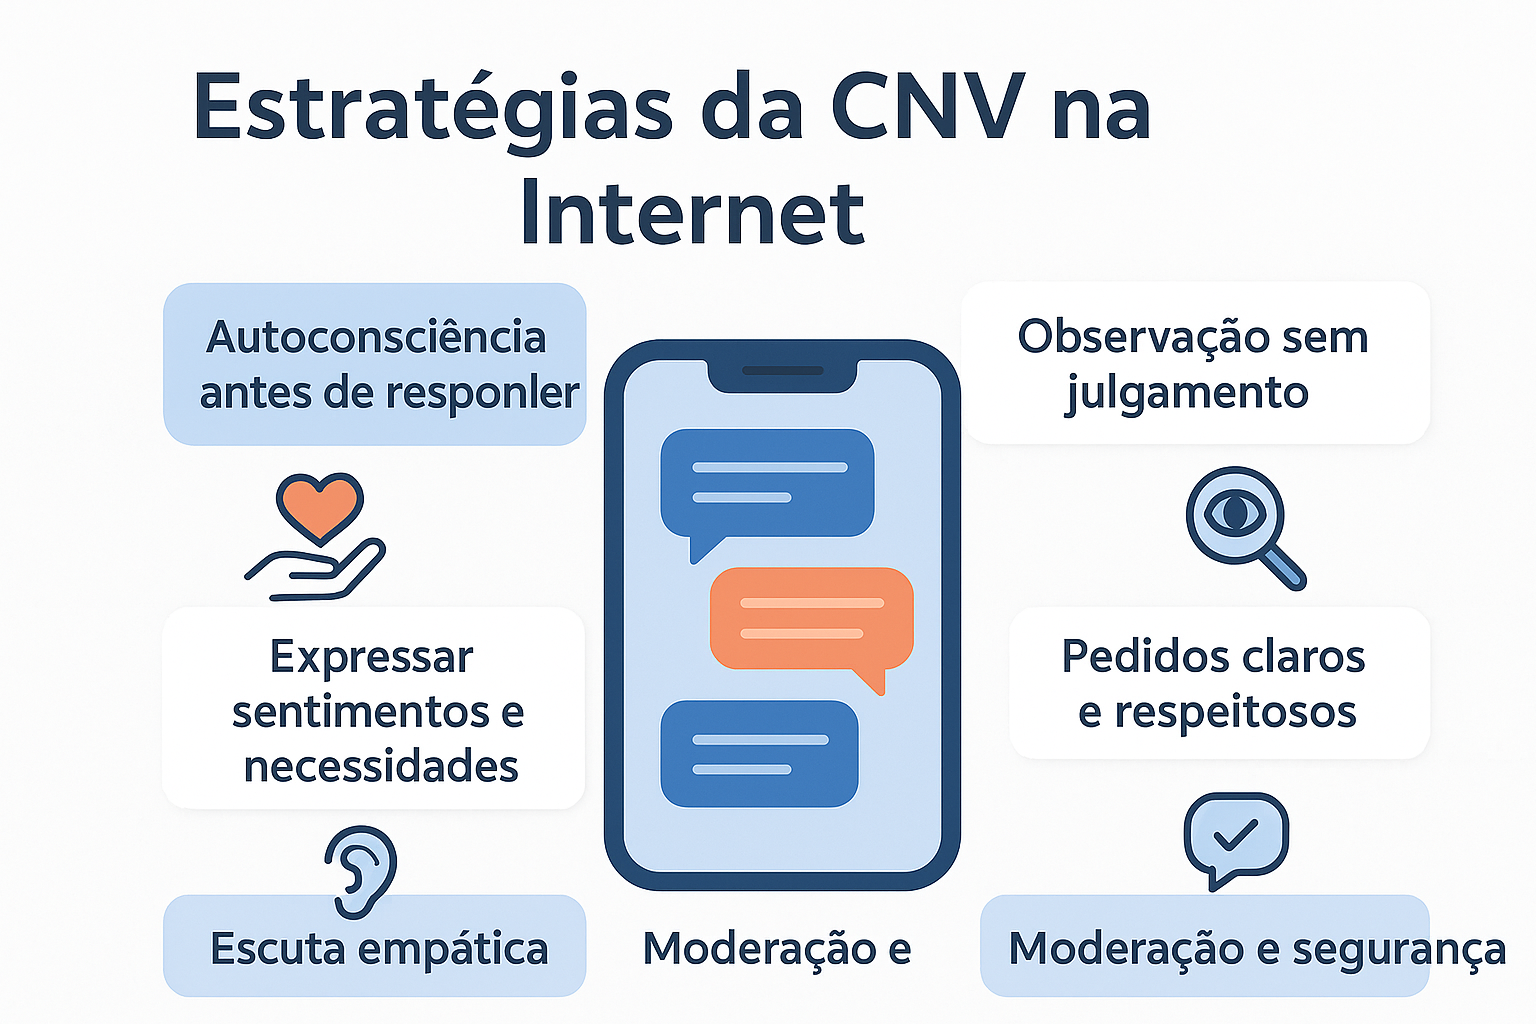 Estratégias da CNV na
Internet
Autoconsciência
antes de responler
Observação sem
julgamento
Expressar
sentimentos e
necessidades
Pedidos claros
e respeitosos
Escuta empática
Moderação e
Moderação e segurança